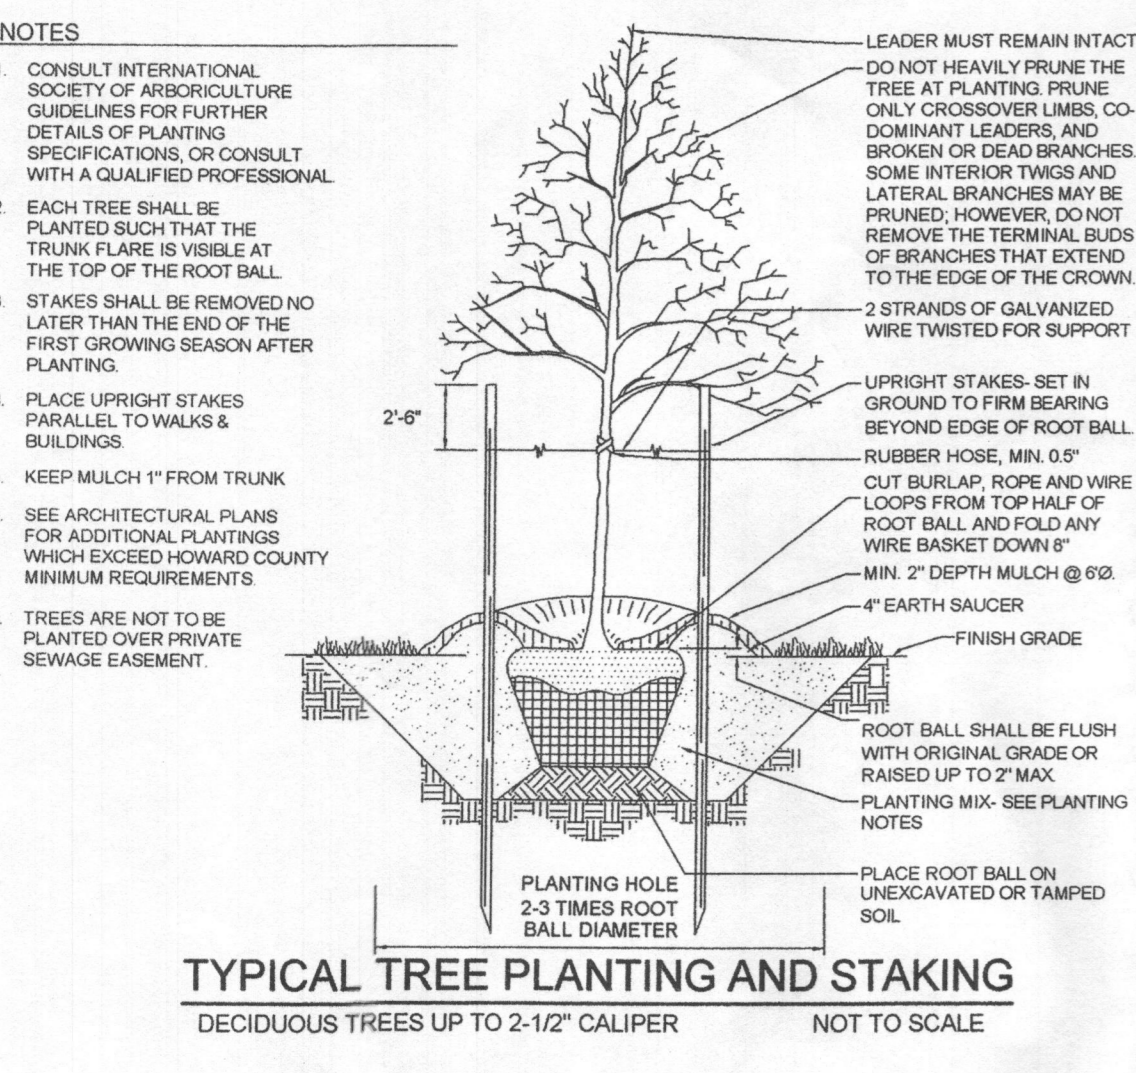 NOTES
CONSULT INTERNATIONAL
SOCIETY OF ARBORICULTURE
GUIDELINES FOR FURTHER
DETAILS OF PLANTING
SPECIFICATIONS, OR CONSULT
WITH A QUALIFIED PROFESSIONAL
EACH TREE SHALL BE
PLANTED SUCH THAT THE
TRUNK FLARE IS VISIBLE AT
THE TOP OF THE ROOT BALL.
STAKES SHALL BE REMOVED NO
LATER THAN THE END OF THE
FIRST GROWING SEASON AFTER
PLANTING.
PLACE UPRIGHT STAKES
PARALLEL TO WALKS &
BUILDINGS.
KEEP MULCH 1" FROM TRUNK
SEE ARCHITECTURAL PLANS
FOR ADDITIONAL PLANTINGS
WHICH EXCEED HOWARD COUNTY
MINIMUM REQUIREMENTS.
TREES ARE NOT TO BE
PLANTED OVER PRIVATE
SEWAGE EASEMENT.
2'-6"
LEADER MUST REMAIN INTACT
DO NOT HEAVILY PRUNE THE
TREE AT PLANTING. PRUNE
ONLY CROSSOVER LIMBS, CO-
DOMINANT LEADERS, AND
BROKEN OR DEAD BRANCHES.
SOME INTERIOR TWIGS AND
LATERAL BRANCHES MAY BE
PRUNED; HOWEVER, DO NOT
REMOVE THE TERMINAL BUDS
OF BRANCHES THAT EXTEND
TO THE EDGE OF THE CROWN.
2 STRANDS OF GALVANIZED
WIRE TWISTED FOR SUPPORT
UPRIGHT STAKES- SET IN
GROUND TO FIRM BEARING
BEYOND EDGE OF ROOT BALL.
RUBBER HOSE, MIN. 0.5"
CUT BURLAP, ROPE AND WIRE
LOOPS FROM TOP HALF OF
ROOT BALL AND FOLD ANY
WIRE BASKET DOWN 8"
MIN. 2" DEPTH MULCH @ 6'Ø.
4" EARTH SAUCER
FINISH GRADE
ROOT BALL SHALL BE FLUSH
WITH ORIGINAL GRADE OR
RAISED UP TO 2" MAX
PLANTING MIX- SEE PLANTING
NOTES
PLACE ROOT BALL ON
UNEXCAVATED OR TAMPED
SOIL
PLANTING HOLE
2-3 TIMES ROOT
BALL DIAMETER
TYPICAL TREE PLANTING AND STAKING
DECIDUOUS TREES UP TO 2-1/2" CALIPER NOT TO SCALE